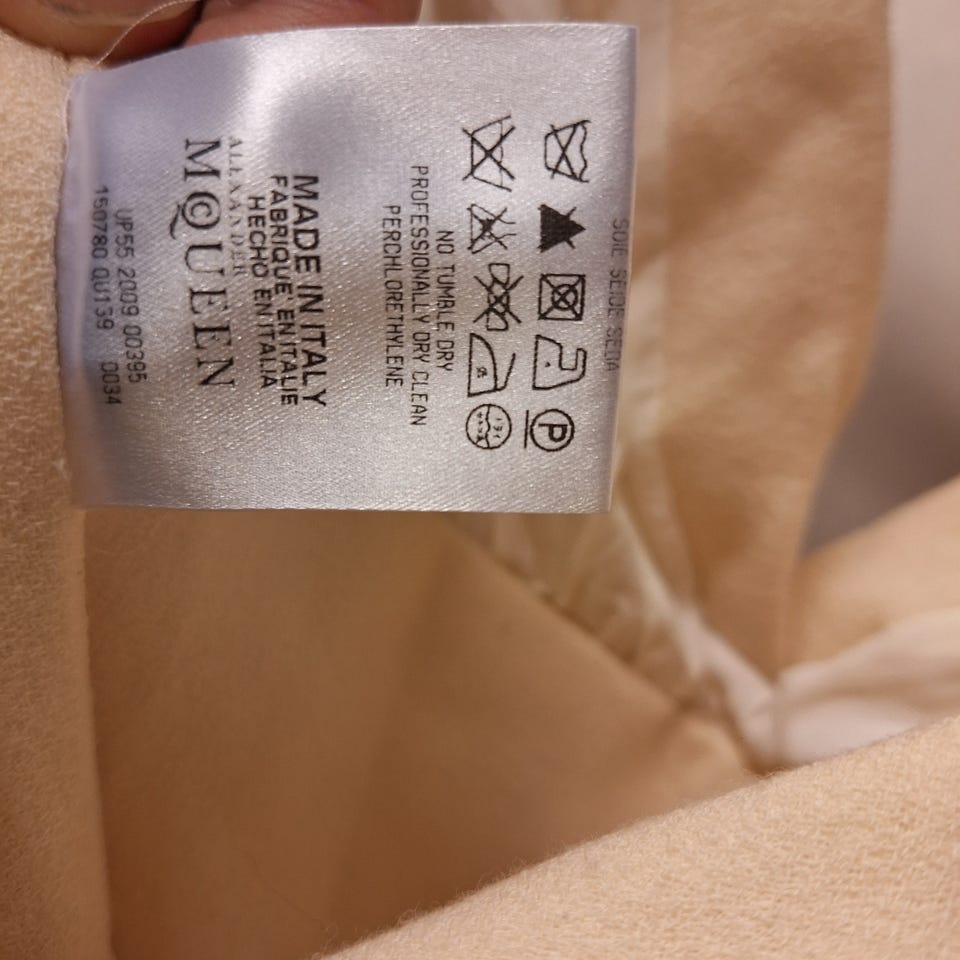 SOIE SEIDE SEDA
P
NO TUMBLE DRY
PROFESSIONALLY DRY CLEAN
PERCHLORETHYLENE
MADE IN ITALY
FABRIQUE' EN ITALIE
HECHO EN ITALIA
ALEXANDER
MCQUEEN
UP55 2009 00395
150780 QU139 0034